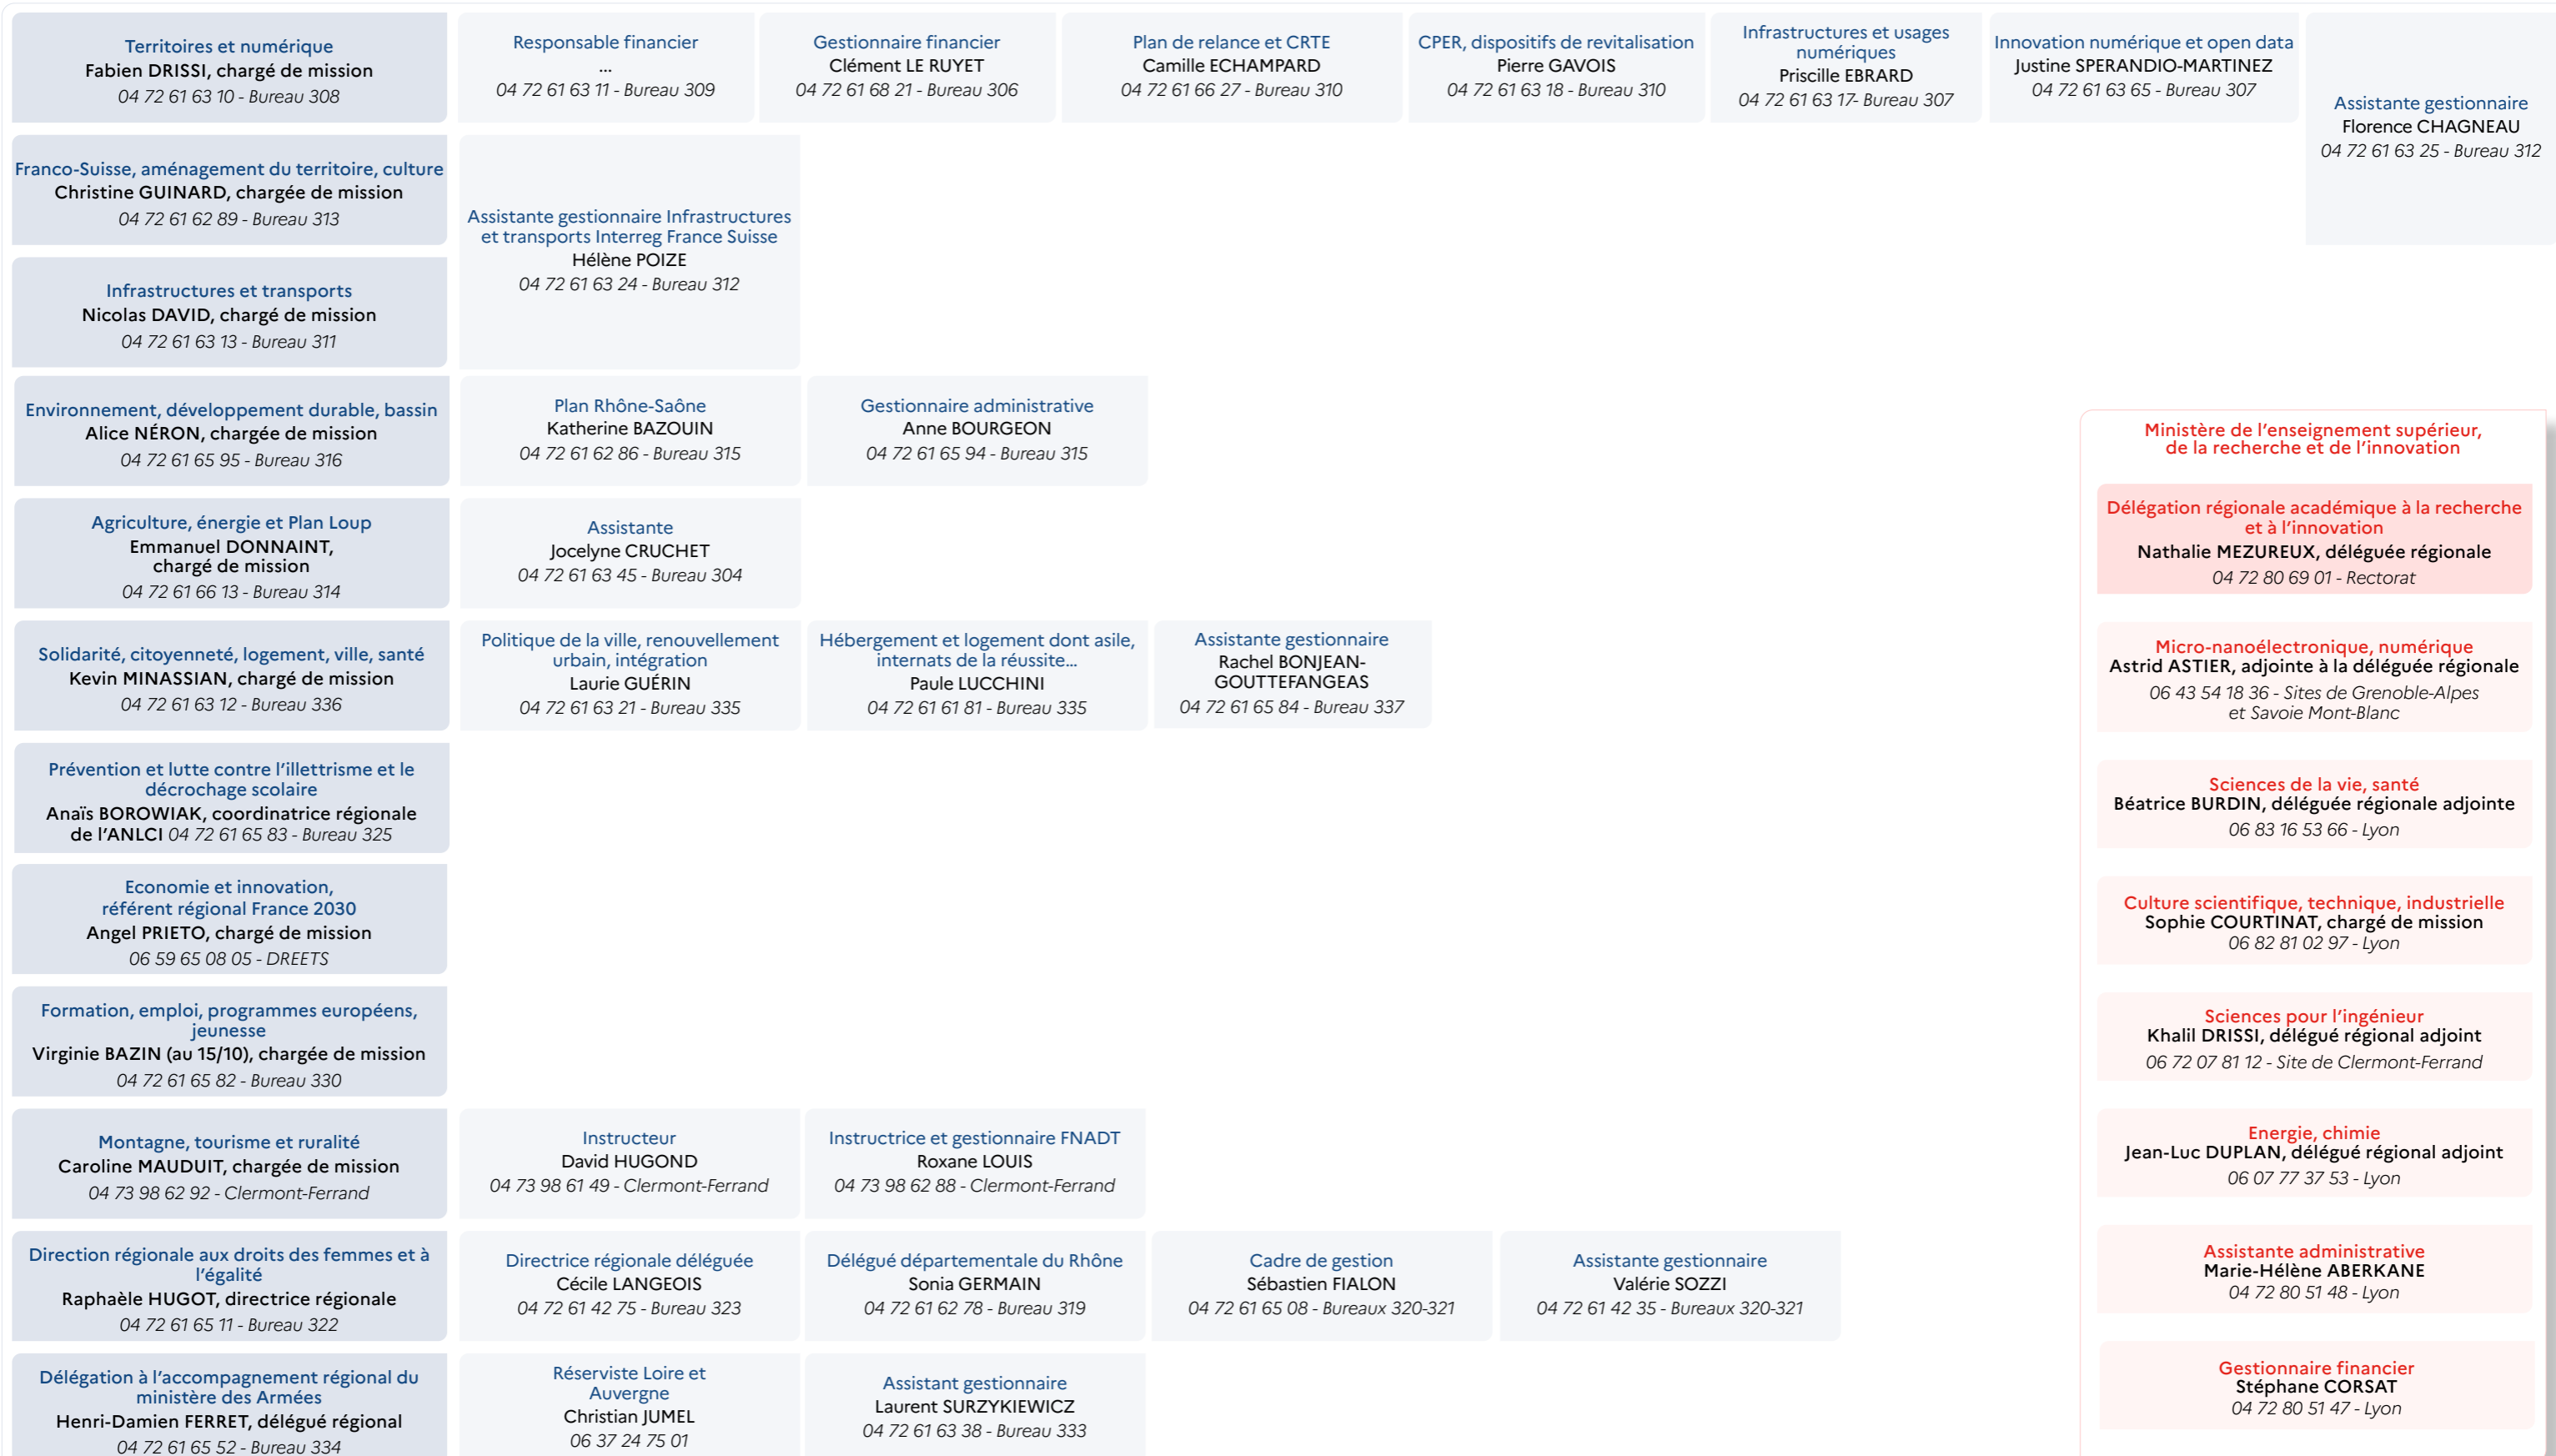 Territoires et numérique
Fabien DRISSI, chargé de mission
04 72 61 63 10 - Bureau 308
Responsable financier
...
04 72 61 63 11 - Bureau 309
Gestionnaire financier
Clément LE RUYET
04 72 61 68 21 - Bureau 306
Plan de relance et CRTE
Camille ECHAMPARD
04 72 61 66 27 - Bureau 310
CPER, dispositifs de revitalisation
Pierre GAVOIS
04 72 61 63 18 - Bureau 310
Infrastructures et usages
numériques
Priscille EBRARD
04 72 61 63 17- Bureau 307
Innovation numérique et open data
Justine SPERANDIO-MARTINEZ
04 72 61 63 65 - Bureau 307
Assistante gestionnaire
Florence CHAGNEAU
04 72 61 63 25 - Bureau 312
Franco-Suisse, aménagement du territoire, culture
Christine GUINARD, chargée de mission
04 72 61 62 89 - Bureau 313
Assistante gestionnaire Infrastructures
et transports Interreg France Suisse
Hélène POIZE
04 72 61 63 24 - Bureau 312
Infrastructures et transports
Nicolas DAVID, chargé de mission
04 72 61 63 13 - Bureau 311
Environnement, développement durable, bassin
Alice NÉRON, chargée de mission
04 72 61 65 95 - Bureau 316
Plan Rhône-Saône
Katherine BAZOUIN
04 72 61 62 86 - Bureau 315
Gestionnaire administrative
Anne BOURGEON
04 72 61 65 94 - Bureau 315
Agriculture, énergie et Plan Loup
Emmanuel DONNAINT,
chargé de mission
04 72 61 66 13 - Bureau 314
Assistante
Jocelyne CRUCHET
04 72 61 63 45 - Bureau 304
Solidarité, citoyenneté, logement, ville, santé
Kevin MINASSIAN, chargé de mission
04 72 61 63 12 - Bureau 336
Politique de la ville, renouvellement
urbain, intégration
Laurie GUÉRIN
04 72 61 63 21 - Bureau 335
Hébergement et logement dont asile,
internats de la réussite...
Paule LUCCHINI
04 72 61 61 81 - Bureau 335
Assistante gestionnaire
Rachel BONJEAN-
GOUTTEFANGEAS
04 72 61 65 84 - Bureau 337
Prévention et lutte contre l'illettrisme et le
décrochage scolaire
Anaïs BOROWIAK, coordinatrice régionale
de l'ANLCI 04 72 61 65 83 - Bureau 325
Economie et innovation,
référent régional France 2030
Angel PRIETO, chargé de mission
06 59 65 08 05 - DREETS
Formation, emploi, programmes européens,
jeunesse
Virginie BAZIN (au 15/10), chargée de mission
04 72 61 65 82 - Bureau 330
Montagne, tourisme et ruralité
Caroline MAUDUIT, chargée de mission
04 73 98 62 92 - Clermont-Ferrand
Instructeur
David HUGOND
04 73 98 61 49 - Clermont-Ferrand
Instructrice et gestionnaire FNADT
Roxane LOUIS
04 73 98 62 88 - Clermont-Ferrand
Direction régionale aux droits des femmes et à
l'égalité
Raphaèle HUGOT, directrice régionale
04 72 61 65 11 - Bureau 322
Directrice régionale déléguée
Cécile LANGEOIS
04 72 61 42 75 - Bureau 323
Délégué départementale du Rhône
Sonia GERMAIN
04 72 61 62 78 - Bureau 319
Cadre de gestion
Sébastien FIALON
04 72 61 65 08 - Bureaux 320-321
Assistante gestionnaire
Valérie SOZZI
04 72 61 42 35 - Bureaux 320-321
Délégation à l'accompagnement régional du
ministère des Armées
Henri-Damien FERRET, délégué régional
04 72 61 65 52 - Bureau 334
Réserviste Loire et
Auvergne
Christian JUMEL
06 37 24 75 01
Assistant gestionnaire
Laurent SURZYKIEWICZ
04 72 61 63 38 - Bureau 333
Ministère de l'enseignement supérieur,
de la recherche et de l'innovation
Délégation régionale académique à la recherche
et à l'innovation
Nathalie MEZUREUX, déléguée régionale
04 72 80 69 01 - Rectorat
Micro-nanoélectronique, numérique
Astrid ASTIER, adjointe à la déléguée régionale
06 43 54 18 36 - Sites de Grenoble-Alpes
et Savoie Mont-Blanc
Sciences de la vie, santé
Béatrice BURDIN, déléguée régionale adjointe
06 83 16 53 66 - Lyon
Culture scientifique, technique, industrielle
Sophie COURTINAT, chargé de mission
06 82 81 02 97 - Lyon
Sciences pour l'ingénieur
Khalil DRISSI, délégué régional adjoint
06 72 07 81 12 - Site de Clermont-Ferrand
Energie, chimie
Jean-Luc DUPLAN, délégué régional adjoint
06 07 77 37 53 - Lyon
Assistante administrative
Marie-Hélène ABERKANE
04 72 80 51 48 - Lyon
Gestionnaire financier
Stéphane CORSAT
04 72 80 51 47 - Lyon